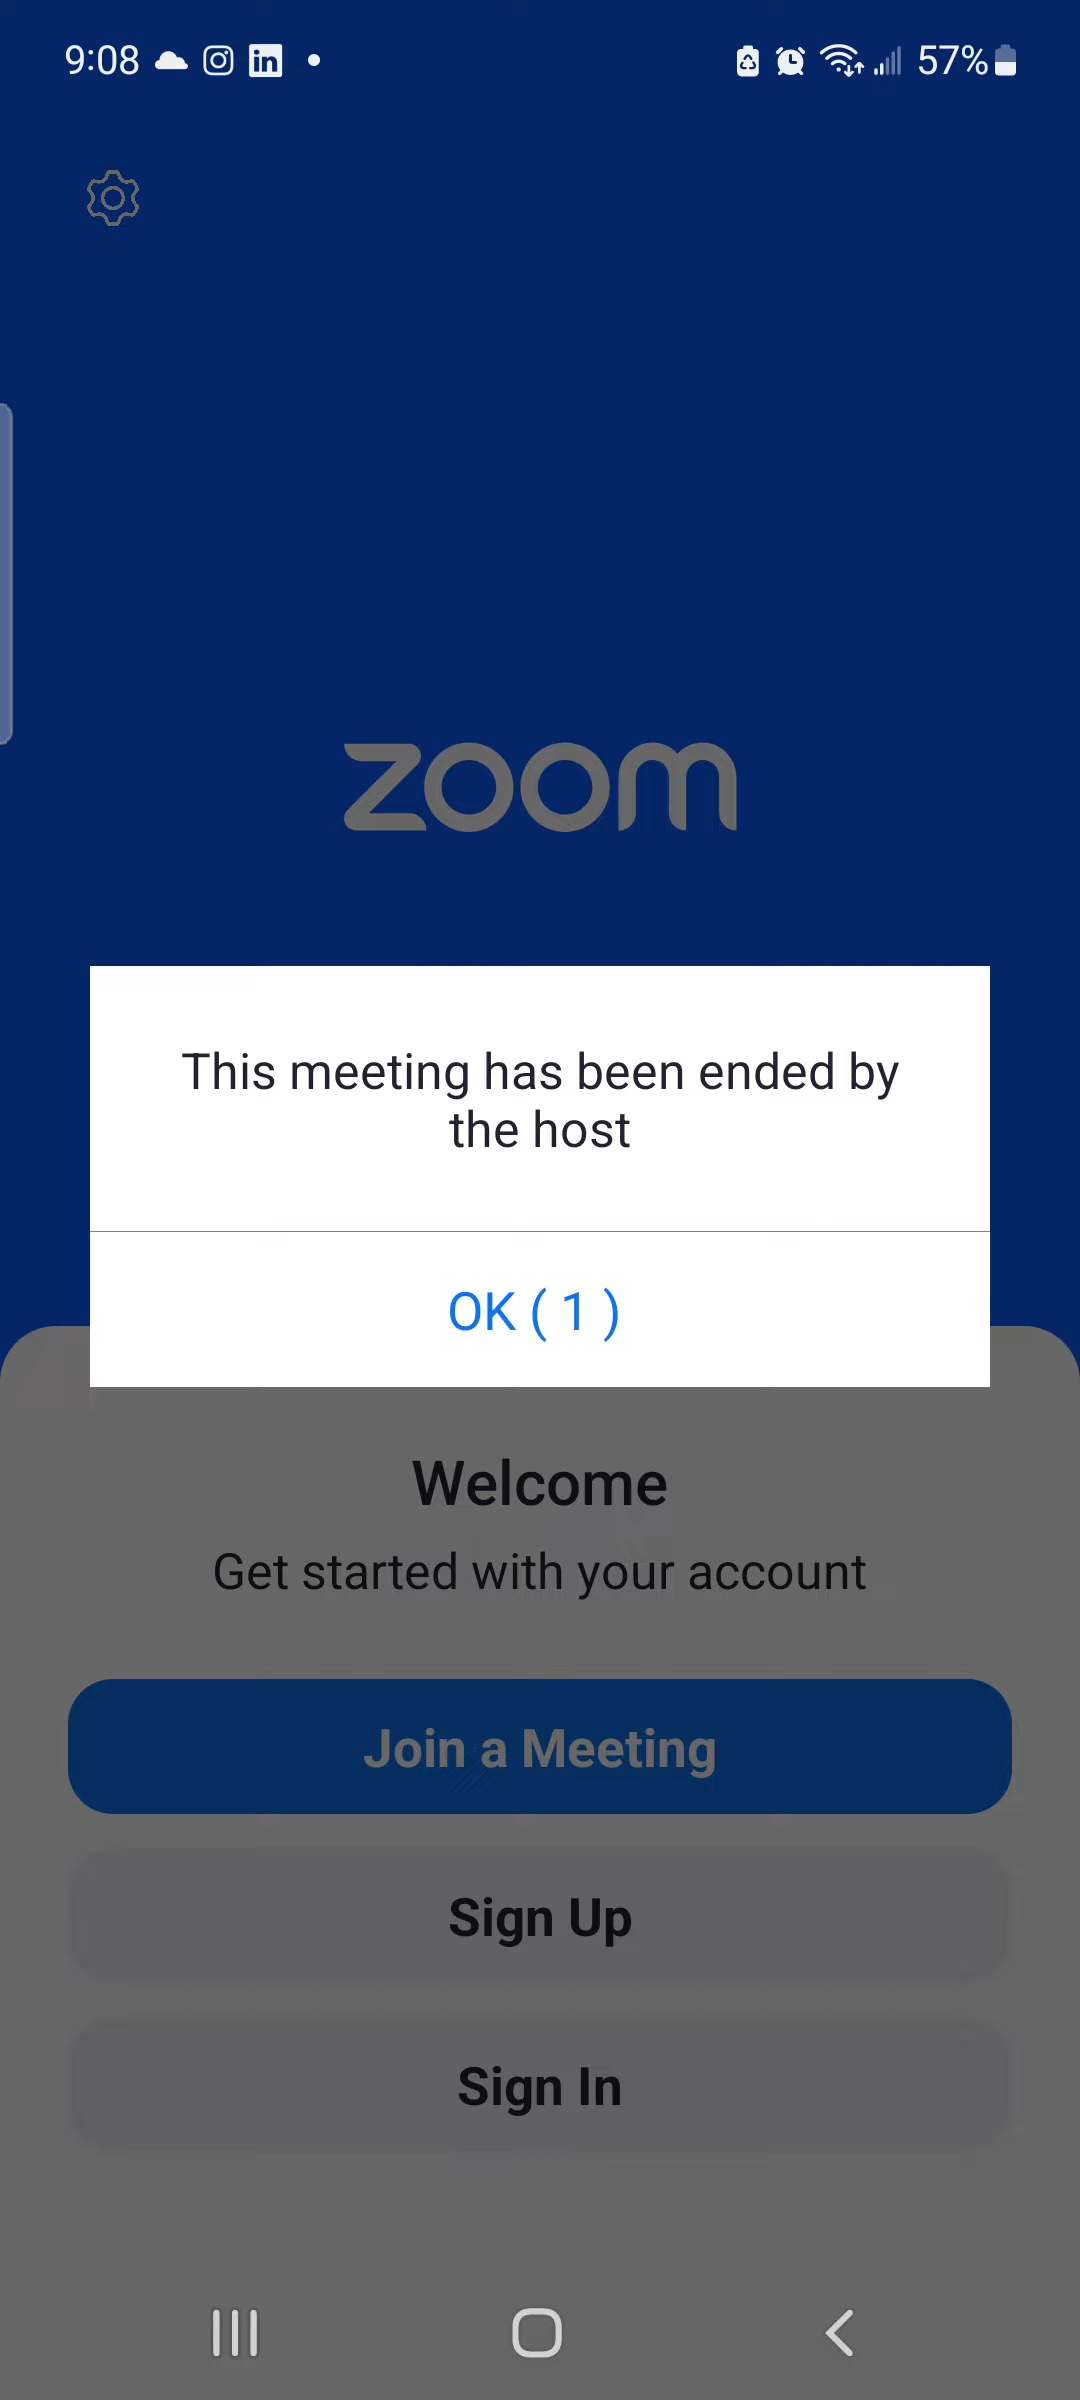 9:08
57%
zoom
This meeting has been ended by
the host
OK ( 1 )
Welcome
Get started with your account
Join a Meeting
Sign Up
Sign In